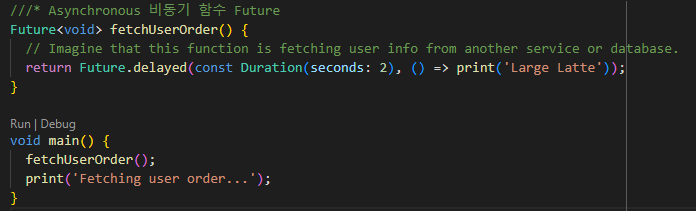 ///* Asynchronous 비동기 함수 Future
Future<void> fetchUserOrder() {
  // Imagine that this function is fetching user info from another service or database.
  return Future.delayed(const Duration(seconds: 2), () => print('Large Latte'));
}
Run | Debug
void main() {
  fetchUserOrder();
  print('Fetching user order...');
}